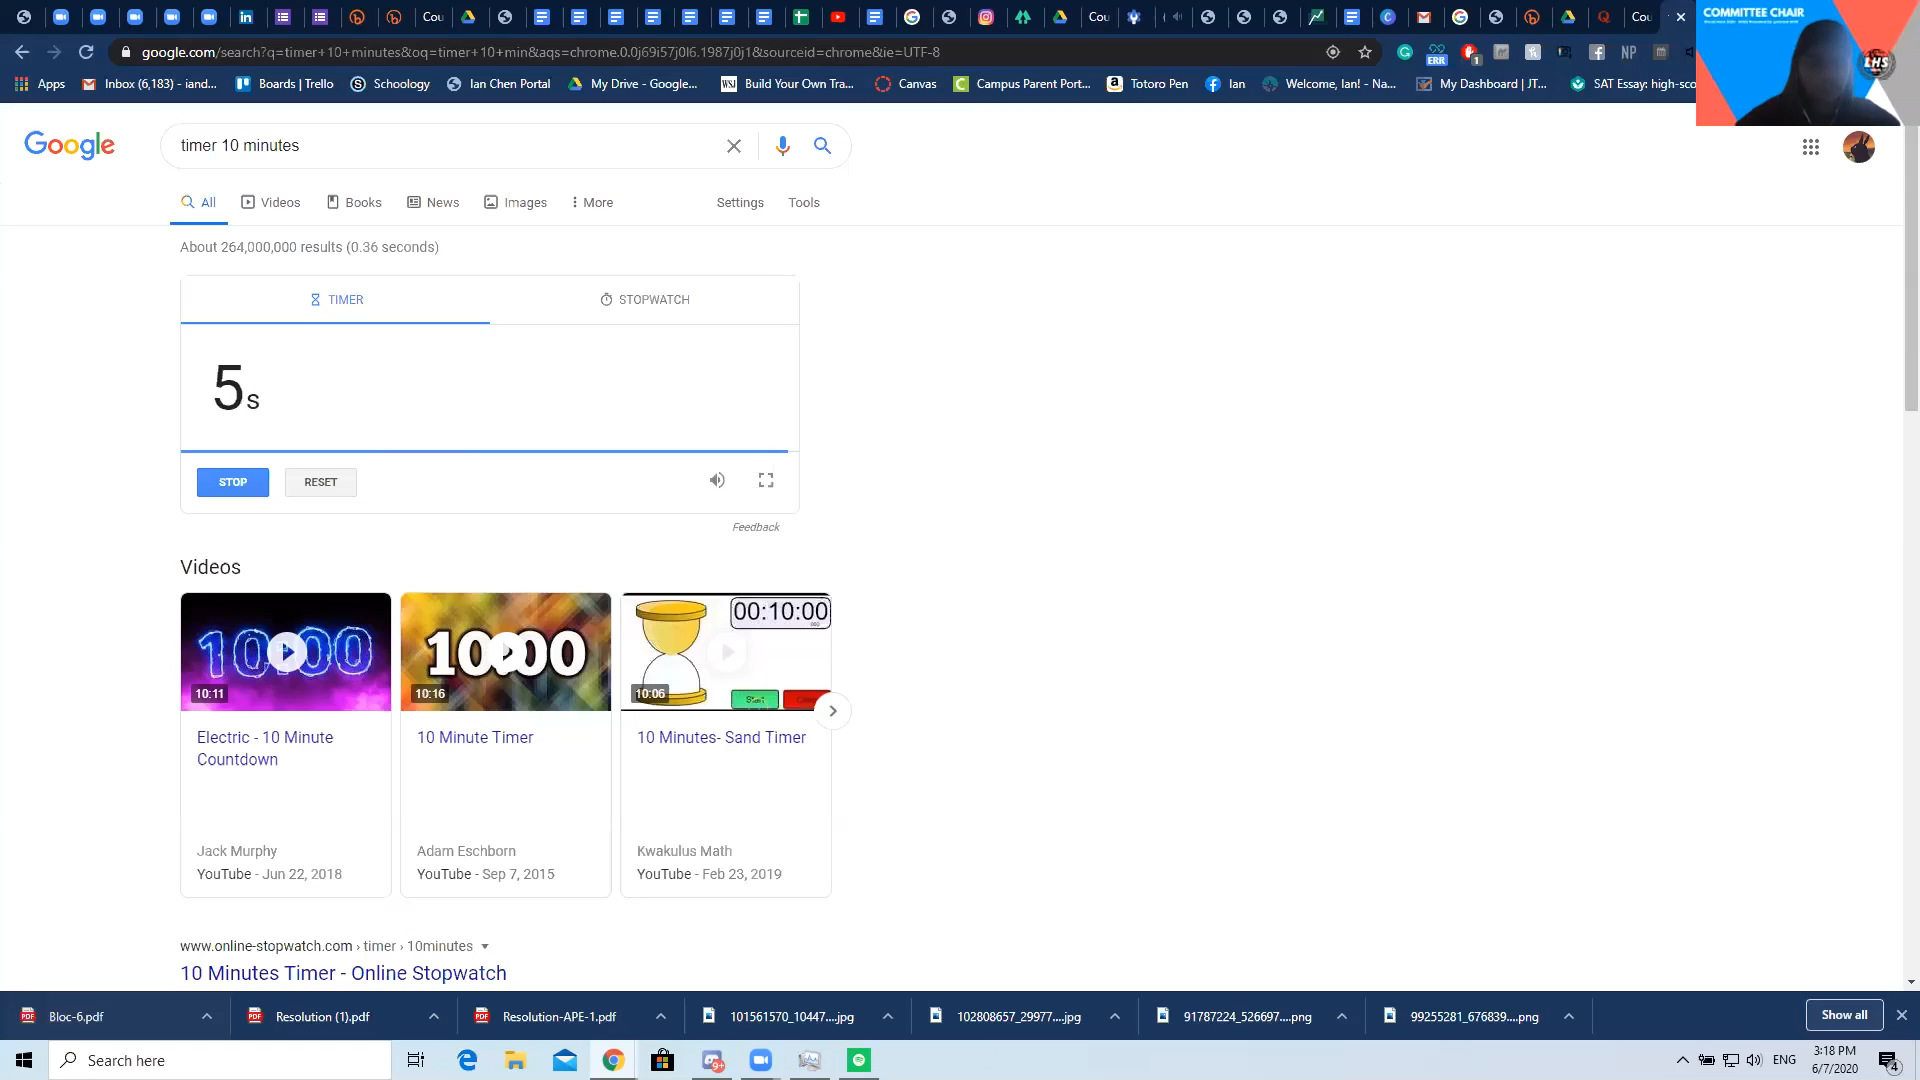 Cou
Cou
Cou
google.com/search?q=timer+10+minutes&oq=timer+10+min&aqs=chrome.0.0j69i57j0l6.1987j0j1&sourceid=chrome&ie=UTF-8
ERR
1
NP
Apps
Inbox (6,183) - iand...
Boards | Trello
Schoology
Ian Chen Portal
My Drive - Google...
WSJ
Build Your Own Tra...
Canvas
Campus Parent Port...
Totoro Pen
Ian
Welcome, Ian! - Na...
My Dashboard | JT...
SAT Essay: high-sco
COMMITTEE CHAIR
LHS
Google
timer 10 minutes
All
Videos
Books
News
Images
More
Settings
Tools
About 264,000,000 results (0.36 seconds)
TIMER
STOPWATCH
5s
STOP
RESET
Feedback
Videos
10:00
10:11
10:00
10:16
00:10:00
10:06
Start
Electric - 10 Minute
Countdown
10 Minute Timer
10 Minutes- Sand Timer
Jack Murphy
YouTube - Jun 22, 2018
Adam Eschborn
YouTube - Sep 7, 2015
Kwakulus Math
YouTube - Feb 23, 2019
www.online-stopwatch.com › timer › 10minutes
10 Minutes Timer - Online Stopwatch
Bloc-6.pdf
Resolution (1).pdf
Resolution-APE-1.pdf
101561570_10447....jpg
102808657_29977....jpg
91787224_526697....png
99255281_676839....png
Show all
Search here
9+
ENG
3:18 PM
6/7/2020
4